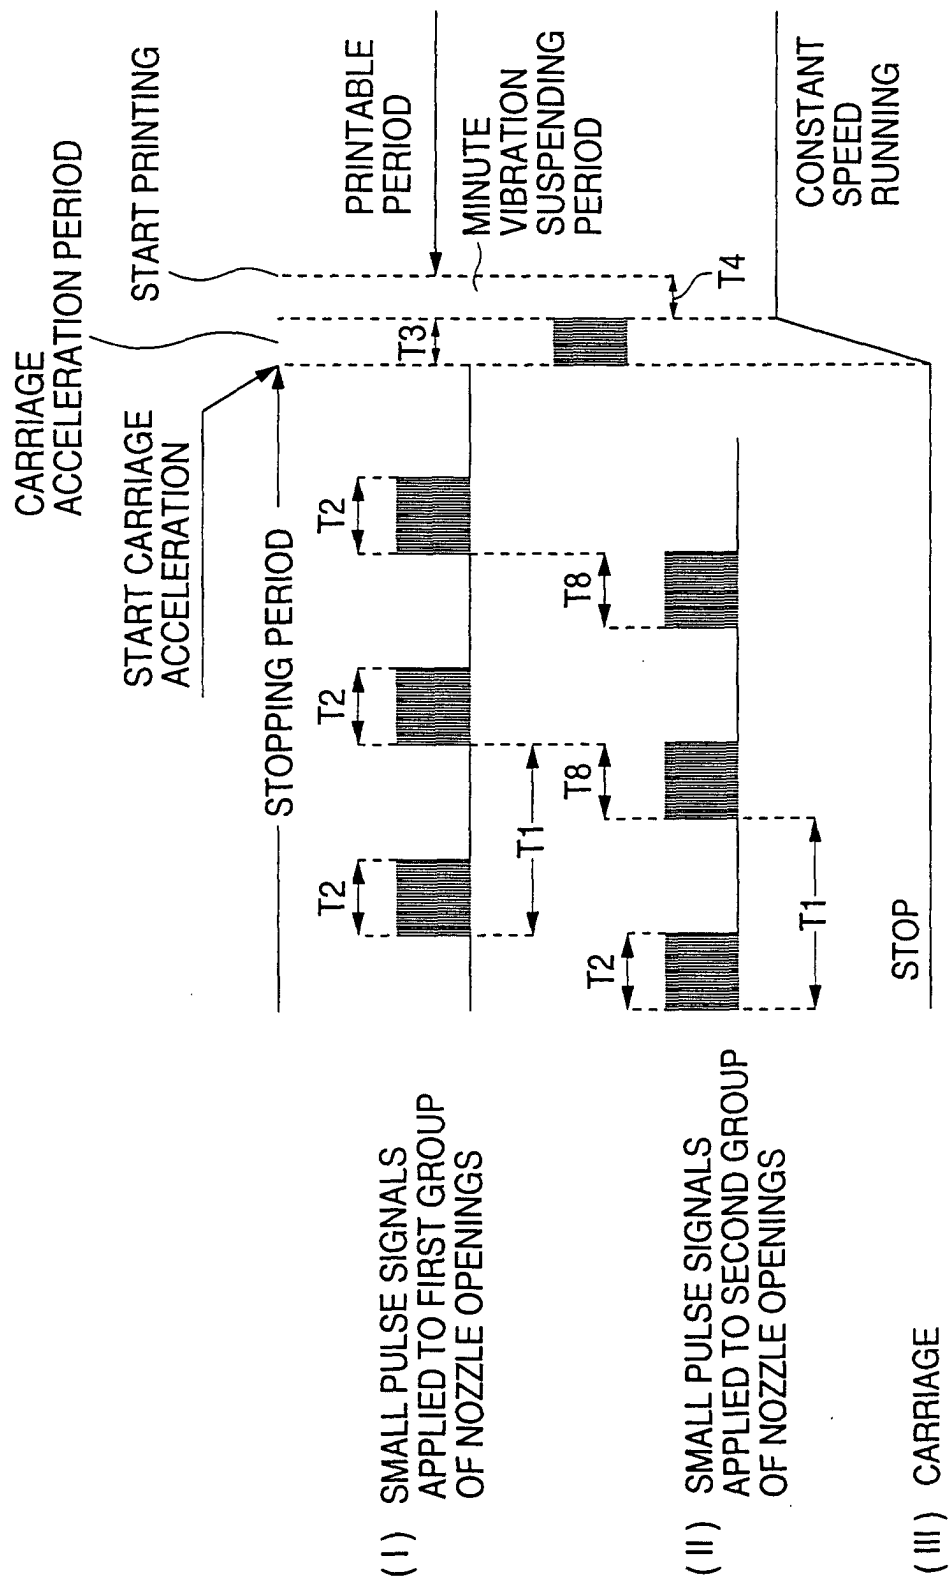 CARRIAGE
ACCELERATION PERIOD
START PRINTING
START CARRIAGE
ACCELERATION
STOPPING PERIOD
PRINTABLE
PERIOD
MINUTE
VIBRATION
SUSPENDING
PERIOD
( I ) SMALL PULSE SIGNALS
APPLIED TO FIRST GROUP
OF NOZZLE OPENINGS
T2
T2
T2
T3
T1
T8
T8
T4
( II ) SMALL PULSE SIGNALS
APPLIED TO SECOND GROUP
OF NOZZLE OPENINGS
T2
T1
( III ) CARRIAGE
STOP
CONSTANT
SPEED
RUNNING